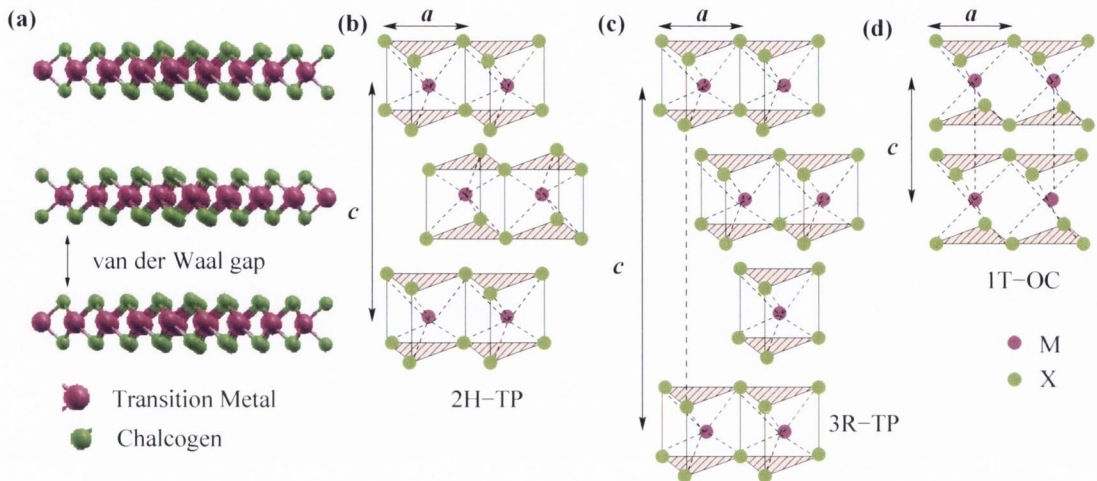 (a)
van der Waal gap
Transition Metal
Chalcogen
(b)
a
c
2H−TP
(c)
a
c
3R−TP
(d)
a
c
1T−OC
M
X